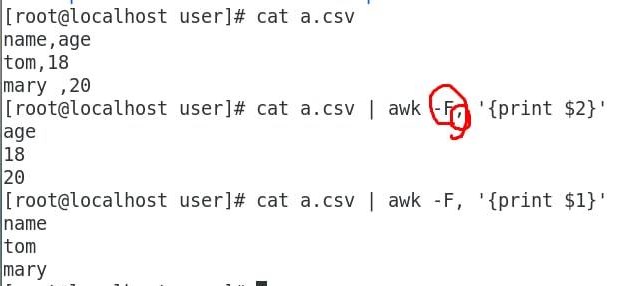 [root@localhost user]# cat a.csv
name,age
tom,18
mary ,20
[root@localhost user]# cat a.csv | awk -F, '{print $2}'
age
18
20
[root@localhost user]# cat a.csv | awk -F, '{print $1}'
name
tom
mary